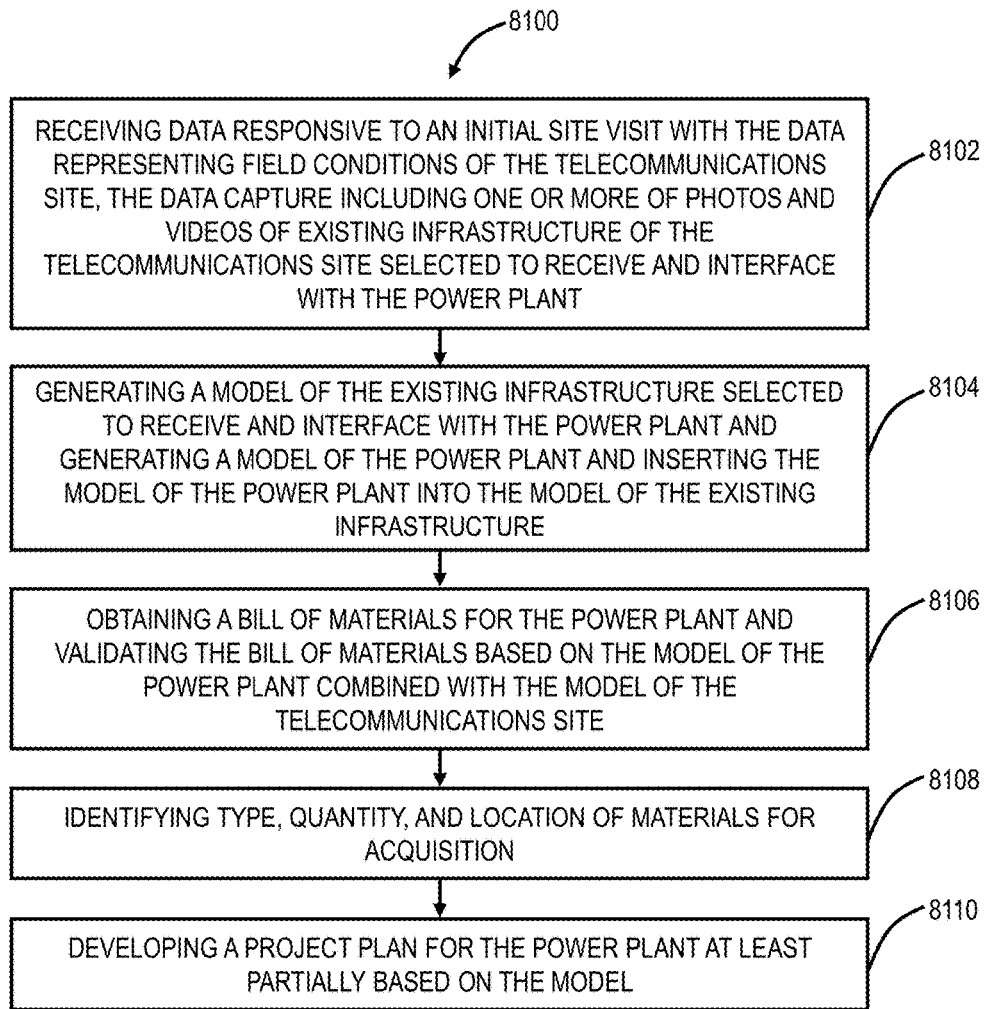 8100
RECEIVING DATA RESPONSIVE TO AN INITIAL SITE VISIT WITH THE DATA
REPRESENTING FIELD CONDITIONS OF THE TELECOMMUNICATIONS
SITE, THE DATA CAPTURE INCLUDING ONE OR MORE OF PHOTOS AND
VIDEOS OF EXISTING INFRASTRUCTURE OF THE
TELECOMMUNICATIONS SITE SELECTED TO RECEIVE AND INTERFACE
WITH THE POWER PLANT
8102
GENERATING A MODEL OF THE EXISTING INFRASTRUCTURE SELECTED
TO RECEIVE AND INTERFACE WITH THE POWER PLANT AND
GENERATING A MODEL OF THE POWER PLANT AND INSERTING THE
MODEL OF THE POWER PLANT INTO THE MODEL OF THE EXISTING
INFRASTRUCTURE
8104
OBTAINING A BILL OF MATERIALS FOR THE POWER PLANT AND
VALIDATING THE BILL OF MATERIALS BASED ON THE MODEL OF THE
POWER PLANT COMBINED WITH THE MODEL OF THE
TELECOMMUNICATIONS SITE
8106
IDENTIFYING TYPE, QUANTITY, AND LOCATION OF MATERIALS FOR
ACQUISITION
8108
DEVELOPING A PROJECT PLAN FOR THE POWER PLANT AT LEAST
PARTIALLY BASED ON THE MODEL
8110